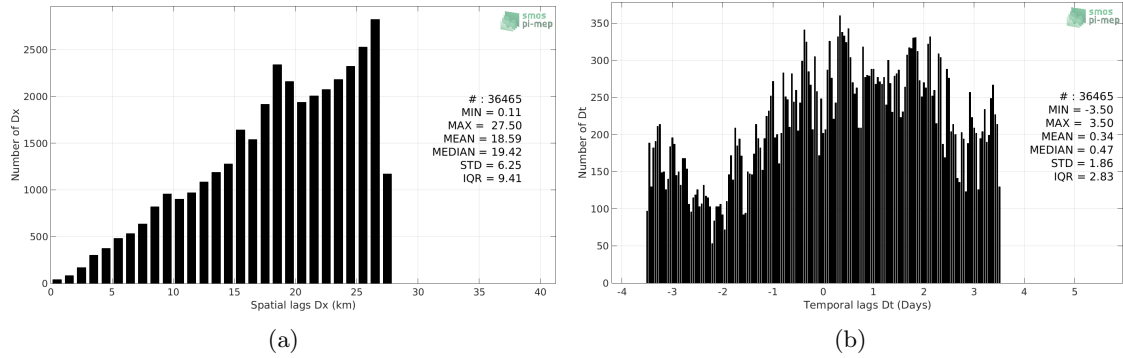 smos
pi-mep
Number of Dx
2500
2000
1500
1000
500
0
# : 36465
MIN = 0.11
MAX = 27.50
MEAN = 18.59
MEDIAN = 19.42
STD = 6.25
IQR = 9.41
0 5 10 15 20 25 30 35 40
Spatial lags Dx (km)
(a)
smos
pi-mep
Number of Dt
350
300
250
200
150
100
50
0
# : 36465
MIN = -3.50
MAX = 3.50
MEAN = 0.34
MEDIAN = 0.47
STD = 1.86
IQR = 2.83
-4 -3 -2 -1 0 1 2 3 4 5
Temporal lags Dt (Days)
(b)